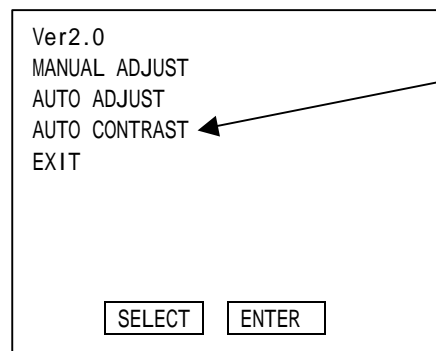 Ver2.0
MANUAL ADJUST
AUTO ADJUST
AUTO CONTRAST
EXIT
SELECT ENTER